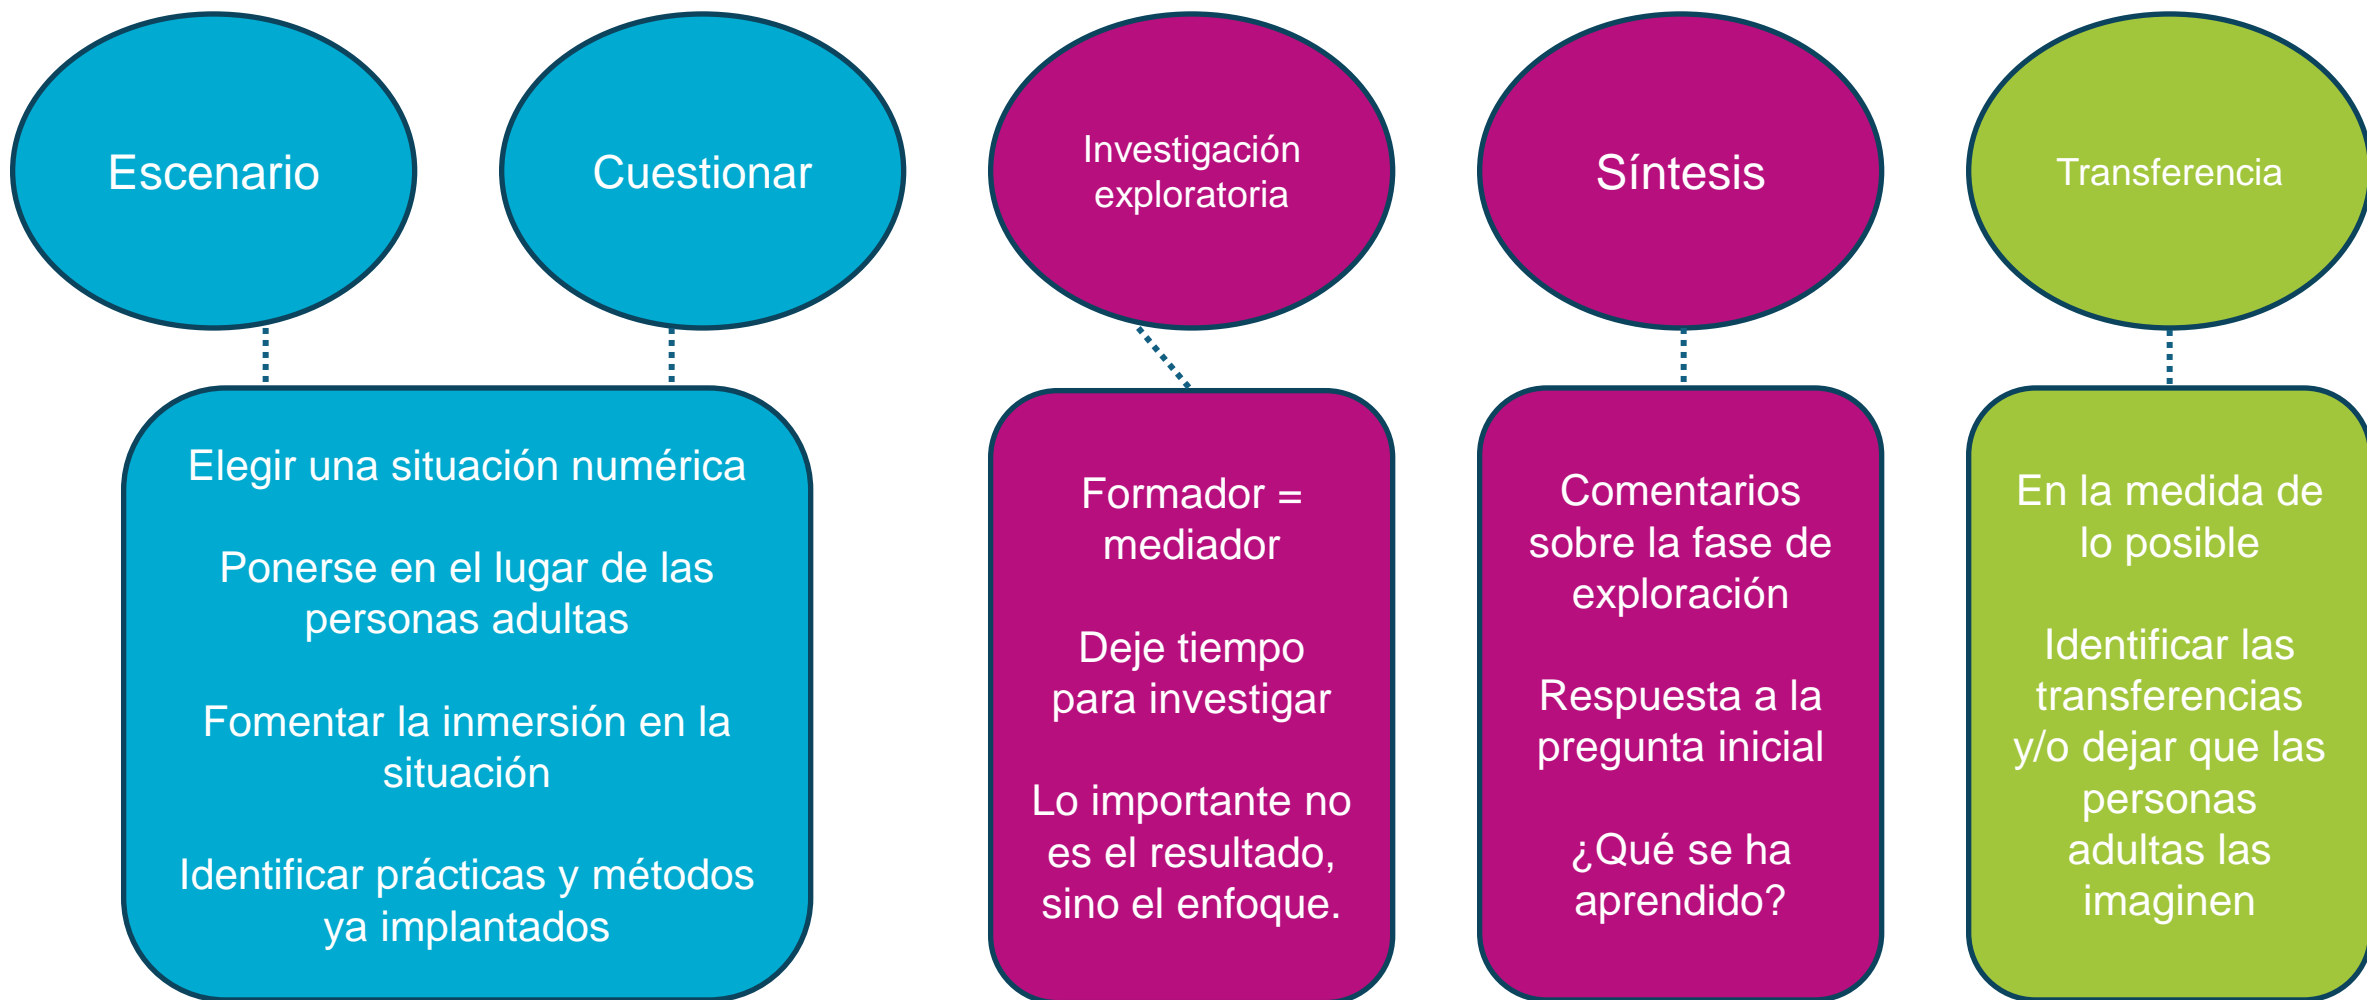 Escenario
Cuestionar
Investigación
exploratoria
Síntesis
Transferencia
Elegir una situación numérica
Ponerse en el lugar de las
personas adultas
Fomentar la inmersión en la
situación
Identificar prácticas y métodos
ya implantados
Formador =
mediador
Deje tiempo
para investigar
Lo importante no
es el resultado,
sino el enfoque.
Comentarios
sobre la fase de
exploración
Respuesta a la
pregunta inicial
¿Qué se ha
aprendido?
En la medida de
lo posible
Identificar las
transferencias
y/o dejar que las
personas
adultas las
imaginen